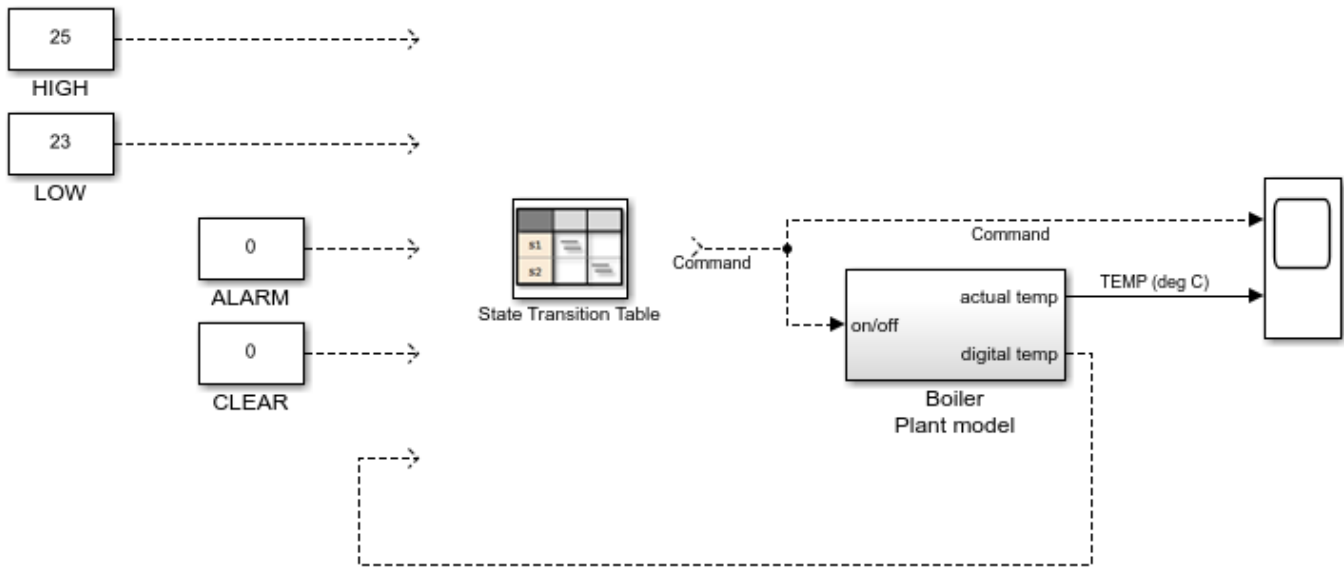 25
HIGH
23
LOW
0
ALARM
0
CLEAR
s1
s2
State Transition Table
Command
Command
TEMP (deg C)
on/off
actual temp
digital temp
Boiler
Plant model